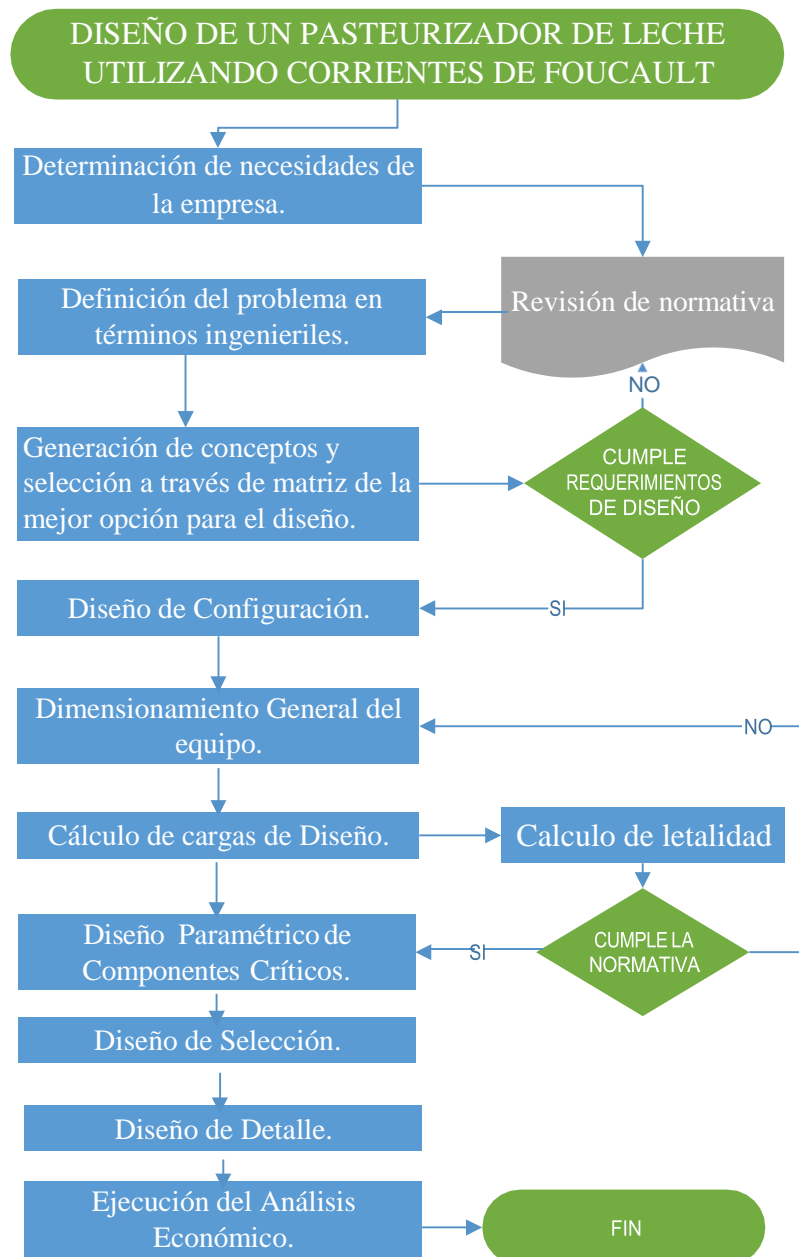 DISEÑO DE UN PASTEURIZADOR DE LECHE
UTILIZANDO CORRIENTES DE FOUCAULT
Determinación de necesidades de
la empresa.
Revisión de normativa
Definición del problema en
términos ingenieriles.
NO
Generación de conceptos y
selección a través de matriz de la
mejor opción para el diseño.
CUMPLE
REQUERIMIENTOS
DE DISEÑO
SI
Diseño de Configuración.
Dimensionamiento General del
equipo.
NO
Cálculo de cargas de Diseño.
Calculo de letalidad
CUMPLE LA
NORMATIVA
SI
Diseño Paramétrico de
Componentes Críticos.
Diseño de Selección.
Diseño de Detalle.
Ejecución del Análisis
Económico.
FIN